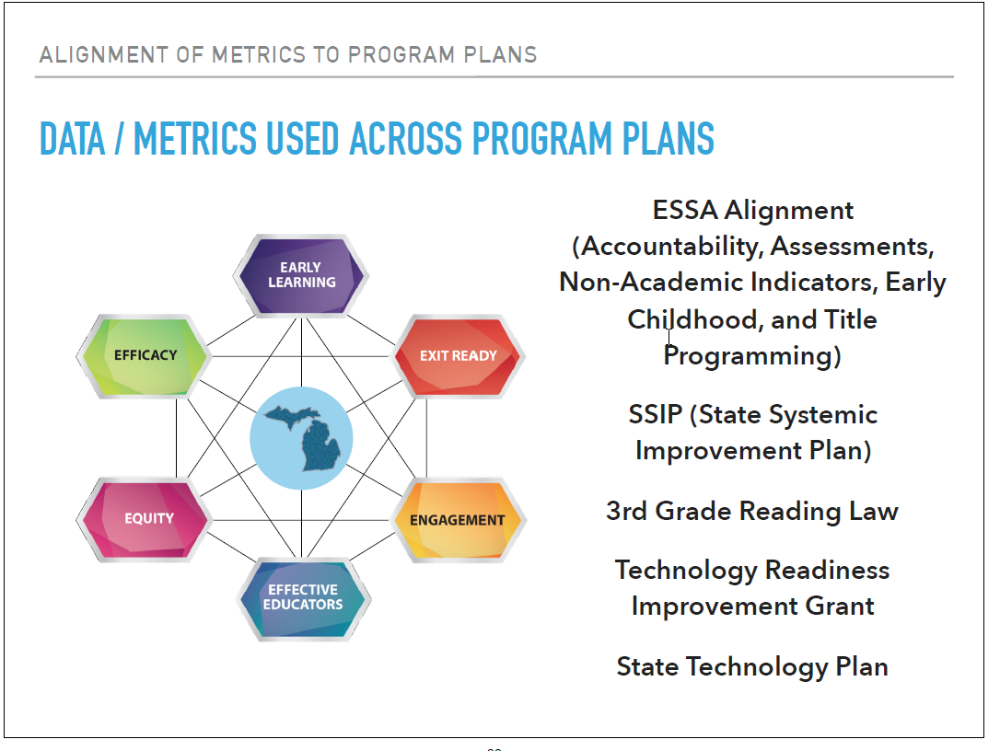 ALIGNMENT OF METRICS TO PROGRAM PLANS
DATA / METRICS USED ACROSS PROGRAM PLANS
EARLY
LEARNING
EFFICACY
EXIT READY
EQUITY
ENGAGEMENT
EFFECTIVE
EDUCATORS
ESSA Alignment
(Accountability, Assessments,
Non-Academic Indicators, Early
Childhood, and Title
Programming)
SSIP (State Systemic
Improvement Plan)
3rd Grade Reading Law
Technology Readiness
Improvement Grant
State Technology Plan